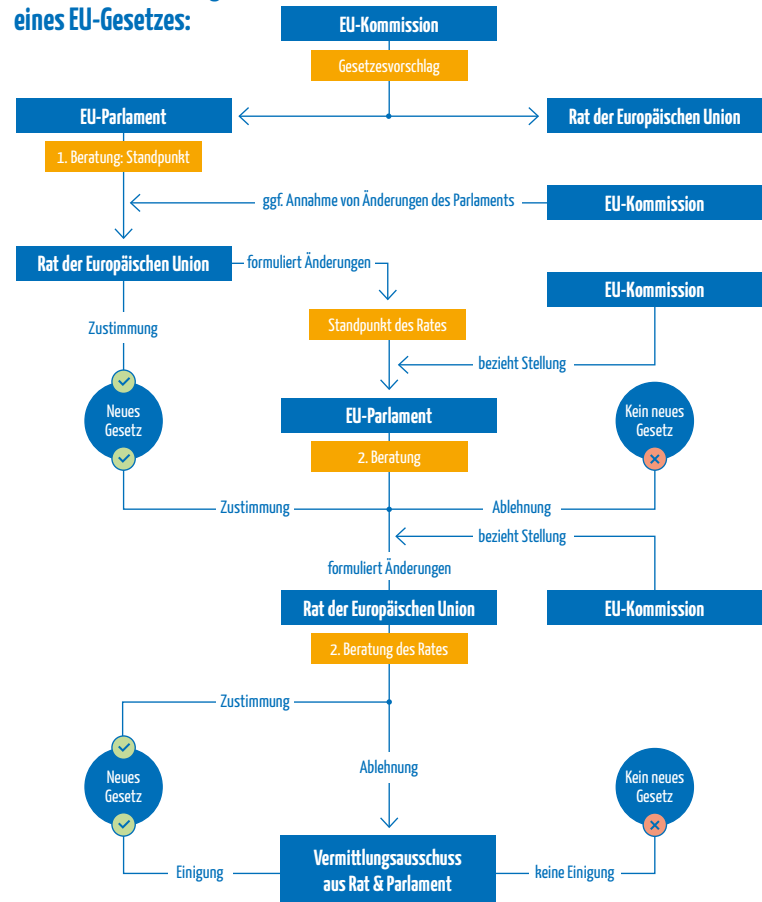 eines EU-Gesetzes:
EU-Kommission
Gesetzesvorschlag
EU-Parlament
Rat der Europäischen Union
1. Beratung: Standpunkt
ggf. Annahme von Änderungen des Parlaments
EU-Kommission
Rat der Europäischen Union
formuliert Änderungen
EU-Kommission
Zustimmung
Standpunkt des Rates
bezieht Stellung
Neues
Gesetz
EU-Parlament
Kein neues
Gesetz
2. Beratung
Zustimmung
Ablehnung
bezieht Stellung
formuliert Änderungen
Rat der Europäischen Union
EU-Kommission
2. Beratung des Rates
Zustimmung
Ablehnung
Neues
Gesetz
Kein neues
Gesetz
Vermittlungsausschuss
aus Rat & Parlament
Einigung
keine Einigung